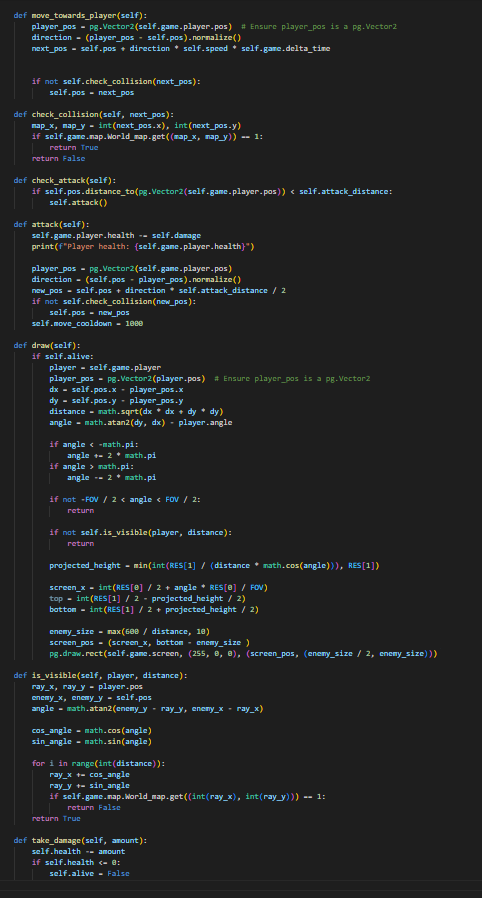 def move_towards_player(self):
    player_pos = pg.Vector2(self.game.player.pos)  # Ensure player_pos is a pg.Vector2
    direction = (player_pos - self.pos).normalize()
    next_pos = self.pos + direction * self.speed * self.game.delta_time
    if not self.check_collision(next_pos):
        self.pos = next_pos
def check_collision(self, next_pos):
    map_x, map_y = int(next_pos.x), int(next_pos.y)
    if self.game.map.World_map.get((map_x, map_y)) == 1:
        return True
    return False
def check_attack(self):
    if self.pos.distance_to(pg.Vector2(self.game.player.pos)) < self.attack_distance:
        self.attack()
def attack(self):
    self.game.player.health -= self.damage
    print(f"Player health: {self.game.player.health}")
    player_pos = pg.Vector2(self.game.player.pos)
    direction = (self.pos - player_pos).normalize()
    new_pos = self.pos + direction * self.attack_distance / 2
    if not self.check_collision(new_pos):
        self.pos = new_pos
    self.move_cooldown = 1000
def draw(self):
    if self.alive:
        player = self.game.player
        player_pos = pg.Vector2(player.pos)  # Ensure player_pos is a pg.Vector2
        dx = self.pos.x - player_pos.x
        dy = self.pos.y - player_pos.y
        distance = math.sqrt(dx * dx + dy * dy)
        angle = math.atan2(dy, dx) - player.angle
        if angle < -math.pi:
            angle += 2 * math.pi
        if angle > math.pi:
            angle -= 2 * math.pi
        if not -FOV / 2 < angle < FOV / 2:
            return
        if not self.is_visible(player, distance):
            return
        projected_height = min(int(RES[1] / (distance * math.cos(angle))), RES[1])
        screen_x = int(RES[0] / 2 + angle * RES[0] / FOV)
        top = int(RES[1] / 2 - projected_height / 2)
        bottom = int(RES[1] / 2 + projected_height / 2)
        enemy_size = max(600 / distance, 10)
        screen_pos = (screen_x, bottom - enemy_size )
        pg.draw.rect(self.game.screen, (255, 0, 0), (screen_pos, (enemy_size / 2, enemy_size)))
def is_visible(self, player, distance):
    ray_x, ray_y = player.pos
    enemy_x, enemy_y = self.pos
    angle = math.atan2(enemy_y - ray_y, enemy_x - ray_x)
    cos_angle = math.cos(angle)
    sin_angle = math.sin(angle)
    for i in range(int(distance)):
        ray_x += cos_angle
        ray_y += sin_angle
        if self.game.map.World_map.get((int(ray_x), int(ray_y))) == 1:
            return False
    return True
def take_damage(self, amount):
    self.health -= amount
    if self.health <= 0:
        self.alive = False